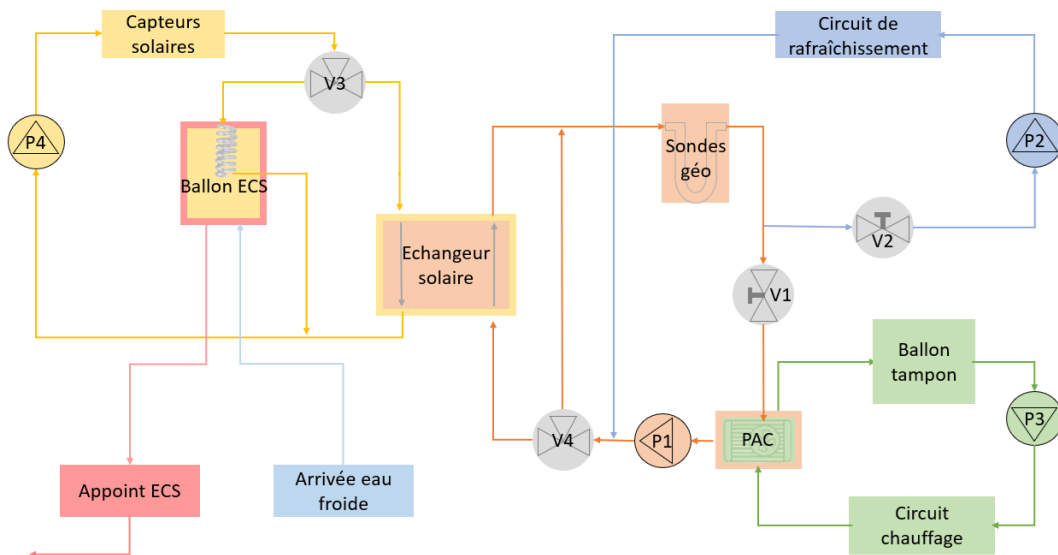 Capteurs
solaires
Circuit de
rafraîchissement
V3
P4
P2
Sondes
géo
Ballon ECS
V2
Echangeur
solaire
V1
Ballon
tampon
P3
V4
P1
PAC
Appoint ECS
Arrivée eau
froide
Circuit
chauffage